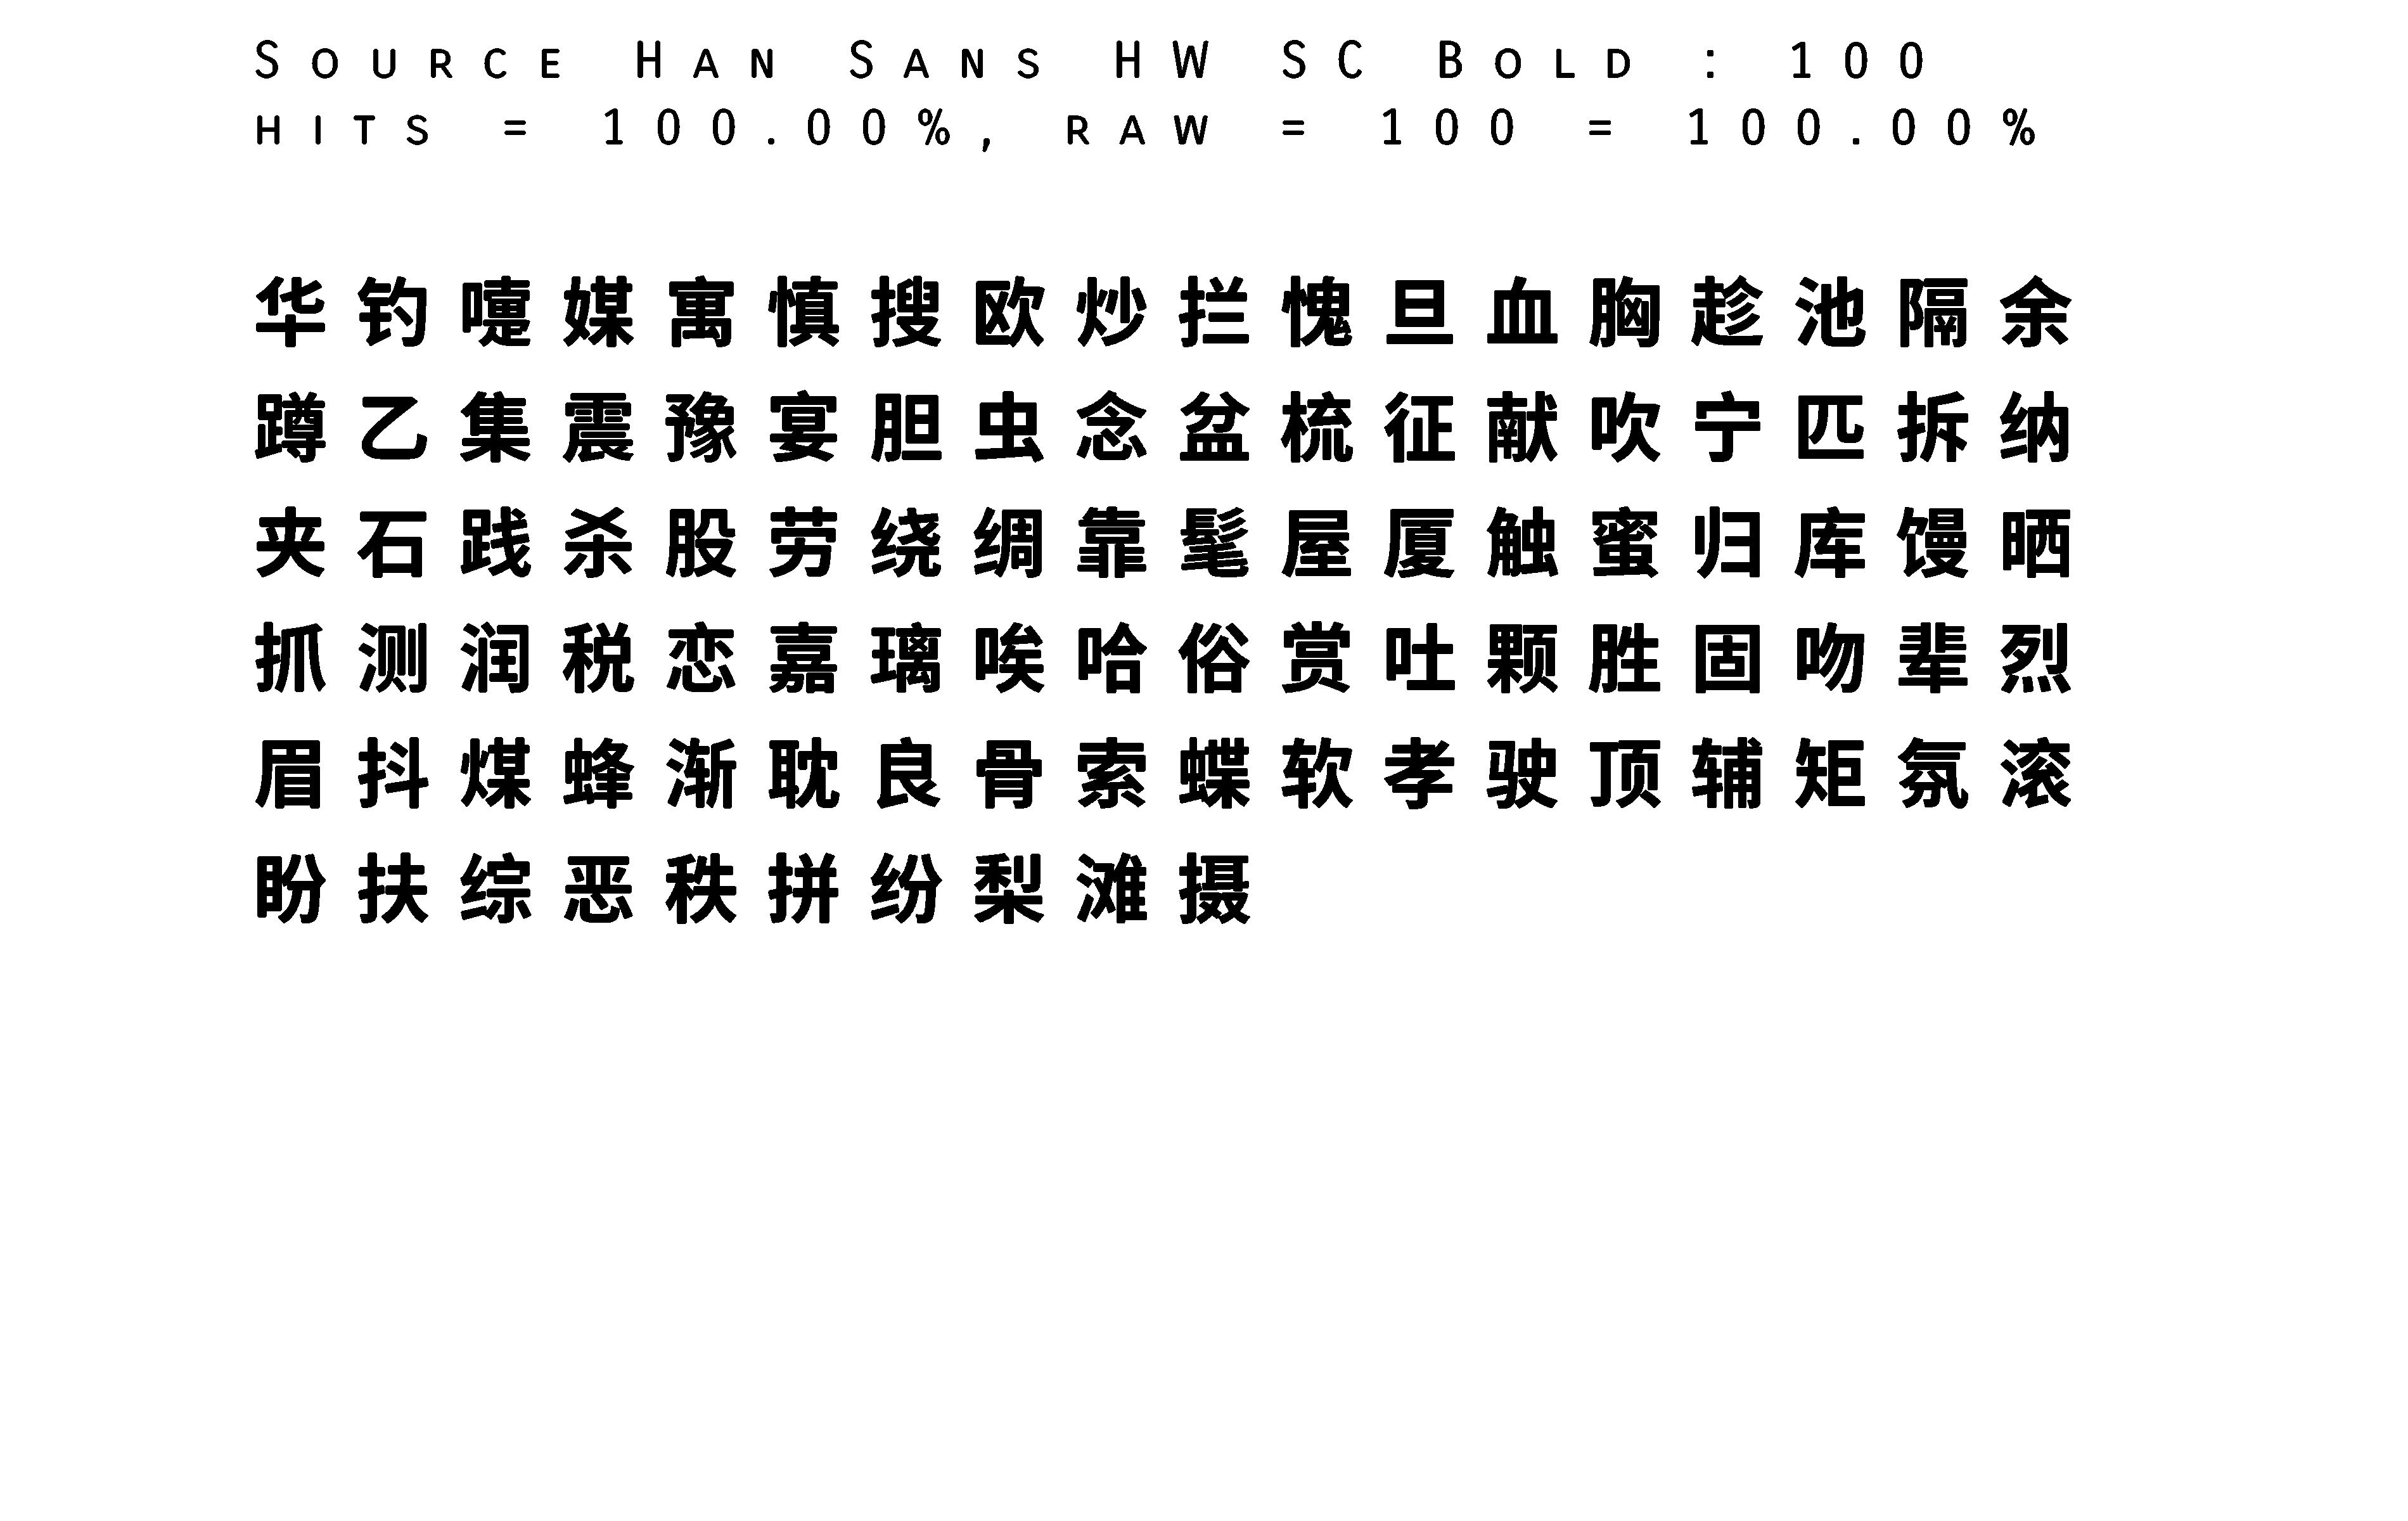 Source Han Sans HW SC Bold : 100
hits = 100.00%, raw = 100 = 100.00%
华钓嚏媒寓慎搜欧炒拦愧旦血胸趁池隔余
蹲乙集震豫宴胆虫念盆梳征献吹宁匹拆纳
夹石践杀股劳绕绸靠髦屋厦触蜜归库馒晒
抓测润税恋嘉璃唉哈俗赏吐颗胜固吻辈烈
眉抖煤蜂渐耽良骨索蝶软孝驶顶辅矩氛滚
盼扶综恶秩拼纷梨滩摄